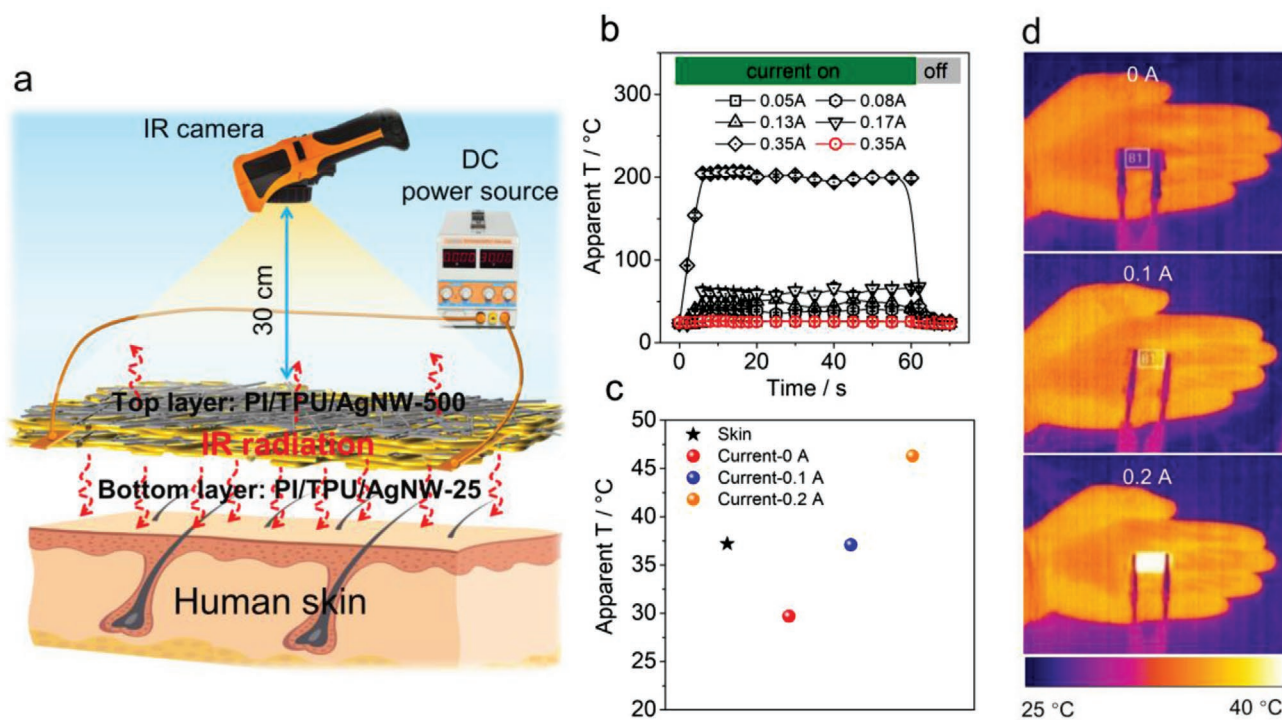 a
IR camera
DC
power source
30 cm
Top layer: PI/TPU/AgNW-500
IR radiation
Bottom layer: PI/TPU/AgNW-25
Human skin
b
current on off
0.05A 0.08A
0.13A 0.17A
0.35A 0.35A
300
200
100
0
Apparent T / °C
0 20 40 60
Time / s
c
50
45
40
35
30
25
20
Apparent T / °C
Skin
Current-0 A
Current-0.1 A
Current-0.2 A
d
0 A
B1
0.1 A
B1
0.2 A
25 °C 40 °C